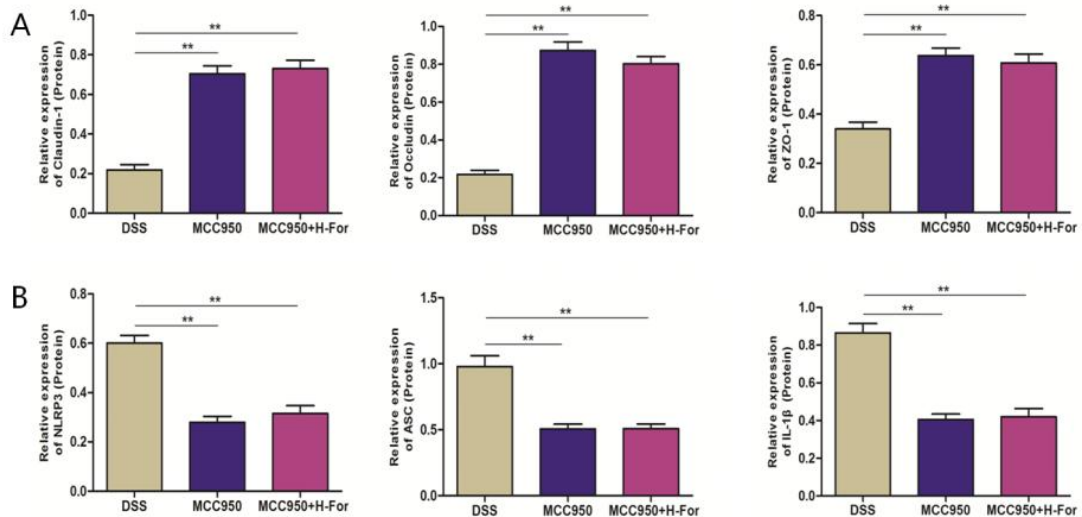 A
Relative expression
of Claudin-1 (Protein)
1.0
0.8
0.6
0.4
0.2
0.0
**
**
DSS
MCC950
MCC950+H-For
Relative expression
of Occludin (Protein)
1.0
0.8
0.6
0.4
0.2
0.0
**
**
DSS
MCC950
MCC950+H-For
Relative expression
of ZO-1 (Protein)
0.8
0.6
0.4
0.2
0.0
**
**
DSS
MCC950
MCC950+H-For
B
Relative expression
of NLRP3 (Protein)
0.8
0.6
0.4
0.2
0.0
**
**
DSS
MCC950
MCC950+H-For
Relative expression
of ASC (Protein)
1.5
1.0
0.5
0.0
**
**
DSS
MCC950
MCC950+H-For
Relative expression
of IL-1β (Protein)
1.0
0.8
0.6
0.4
0.2
0.0
**
**
DSS
MCC950
MCC950+H-For